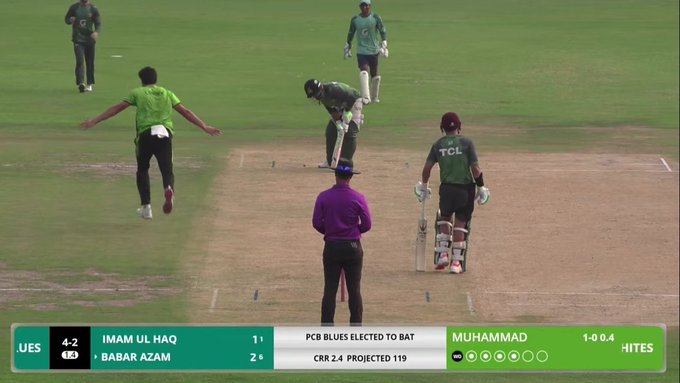 TCL
.UES
4-2
1.4
IMAM UL HAQ 1 1
BABAR AZAM 2 6
PCB BLUES ELECTED TO BAT
CRR 2.4 PROJECTED 119
MUHAMMAD 1-0 0.4
WD
HITES